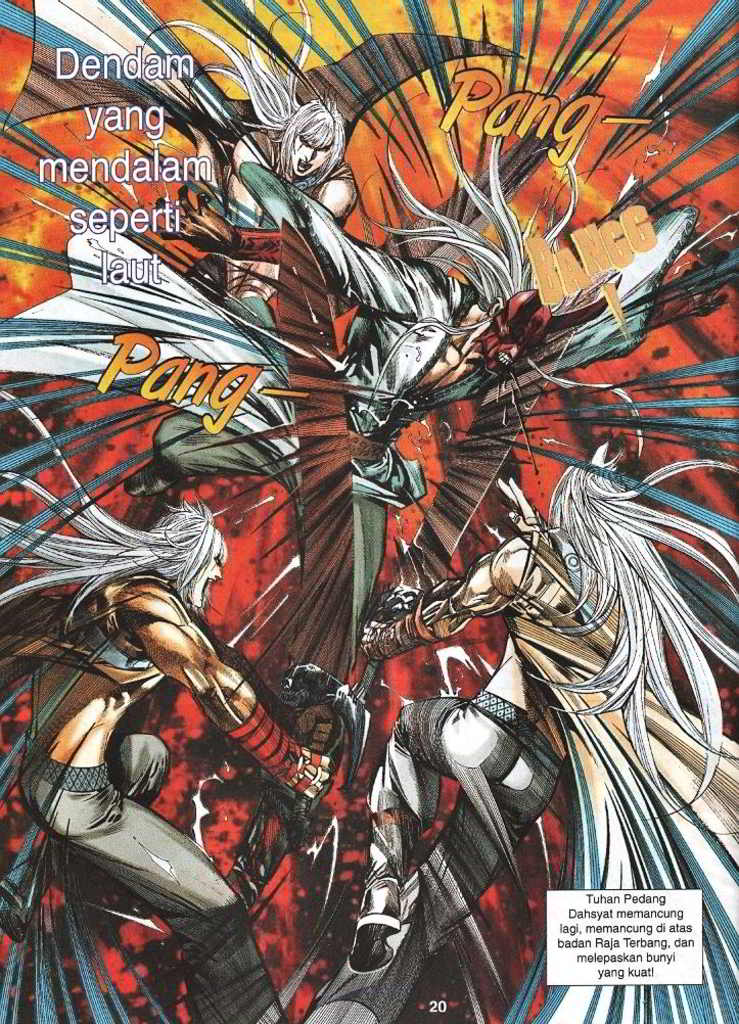 Dendam
yang
mendalam
seperti
laut
Pang—
BANGG!
Pang—
Tuhan Pedang
Dahsyat memancung
lagi, memancung di atas
badan Raja Terbang, dan
melepaskan bunyi
yang kuat!
20